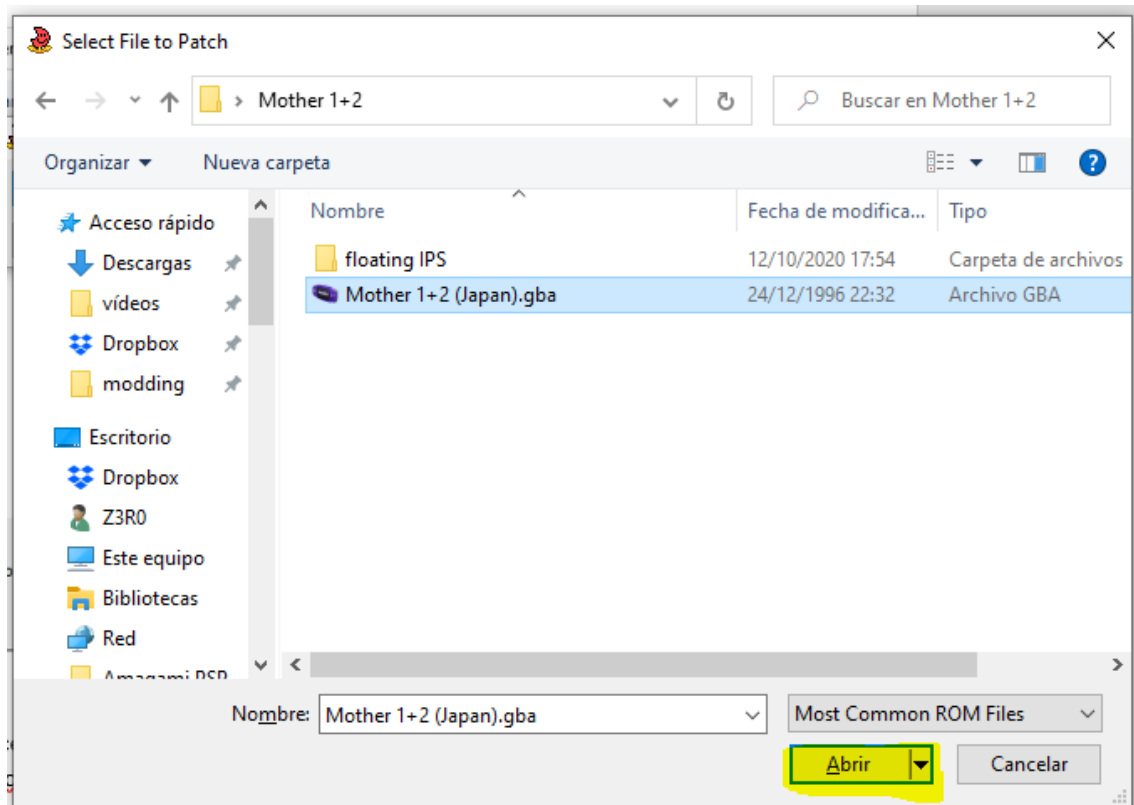 Select File to Patch
Mother 1+2
Buscar en Mother 1+2
Organizar
Nueva carpeta
Nombre
Fecha de modifica...
Tipo
Acceso rápido
Descargas
vídeos
Dropbox
modding
Escritorio
Dropbox
Z3R0
Este equipo
Bibliotecas
Red
floating IPS
12/10/2020 17:54
Carpeta de archivos
Mother 1+2 (Japan).gba
24/12/1996 22:32
Archivo GBA
Nombre: Mother 1+2 (Japan).gba
Most Common ROM Files
Abrir
Cancelar